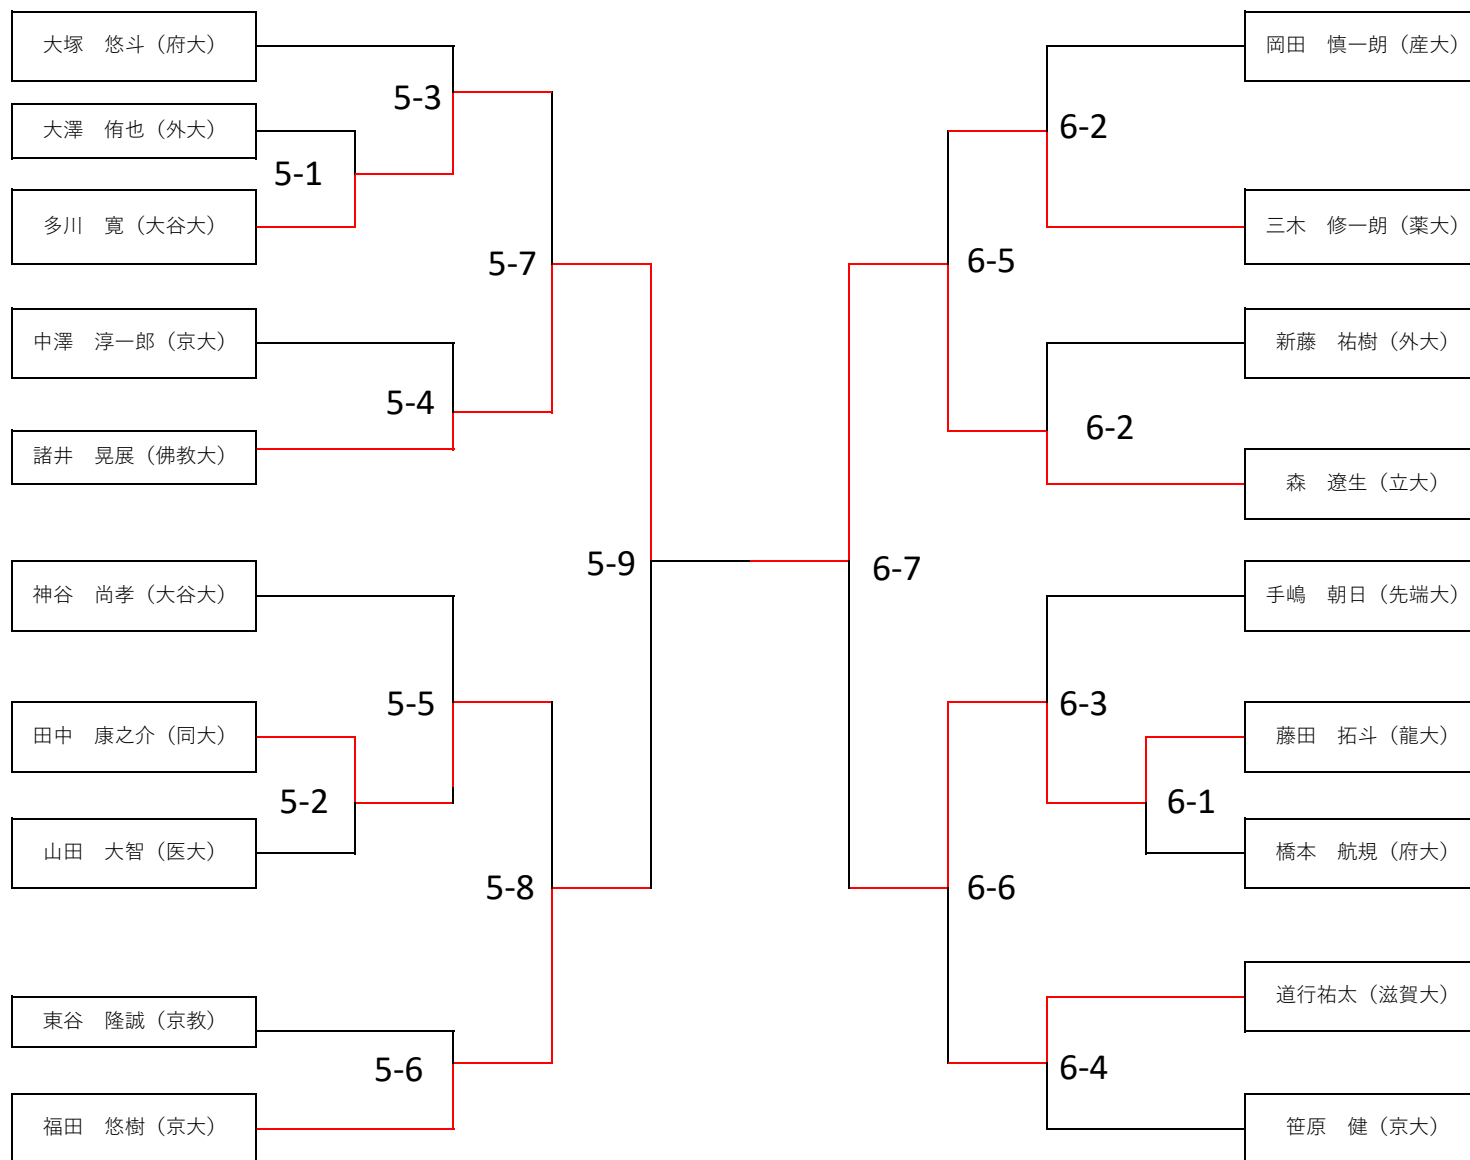 大塚　悠斗（府大）
大澤　侑也（外大）
多川　寛（大谷大）
中澤　淳一郎（京大）
諸井　晃展（佛教大）
神谷　尚孝（大谷大）
田中　康之介（同大）
山田　大智（医大）
東谷　隆誠（京教）
福田　悠樹（京大）
5-3
5-1
5-7
5-4
5-9
5-5
5-2
5-8
5-6
6-2
6-5
6-2
6-7
6-3
6-1
6-6
6-4
岡田　慎一朗（産大）
三木　修一朗（薬大）
新藤　祐樹（外大）
森　遼生（立大）
手嶋　朝日（先端大）
藤田　拓斗（龍大）
橋本　航規（府大）
道行祐太（滋賀大）
笹原　健（京大）